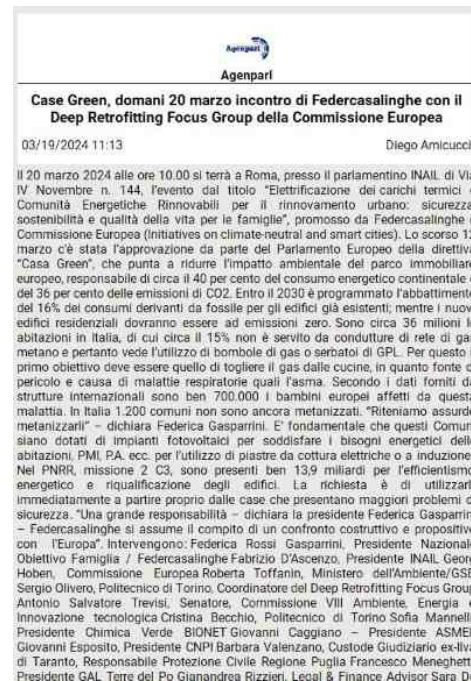 Agenparl
Agenparl
Case Green, domani 20 marzo incontro di Federcasalinghe con il
Deep Retrofitting Focus Group della Commissione Europea
03/19/2024 11:13 Diego Amicucci
Il 20 marzo 2024 alle ore 10.00 si terrà a Roma, presso il parlamentino INAIL di Via
IV Novembre n. 144, l'evento dal titolo "Elettrificazione dei carichi termici
Comunità Energetiche Rinnovabili per il rinnovamento urbano: sicurezza
sostenibilità e qualità della vita per le famiglie", promosso da Federcasalinghe
Commissione Europea (Initiatives on climate-neutral and smart cities). Lo scorso 12
marzo c'è stata l'approvazione da parte del Parlamento Europeo della direttiva
"Casa Green", che punta a ridurre l'impatto ambientale del parco immobiliare
europeo, responsabile di circa il 40 per cento del consumo energetico continentale
del 36 per cento delle emissioni di CO2. Entro il 2030 è programmato l'abbattimento
del 16% dei consumi derivanti da fossile per gli edifici già esistenti; mentre i nuovi
edifici residenziali dovranno essere ad emissioni zero. Sono circa 36 milioni le
abitazioni in Italia, di cui circa il 15% non è servito da condutture di rete di gas
metano e pertanto vede l'utilizzo di bombole di gas o serbatoi di GPL. Per questo il
primo obiettivo deve essere quello di togliere il gas dalle cucine, in quanto fonte di
pericolo e causa di malattie respiratorie quali l'asma. Secondo i dati forniti da
strutture internazionali sono ben 700.000 i bambini europei affetti da questa
malattia. In Italia 1.200 comuni non sono ancora metanizzati. "Riteniamo assurdo
metanizzarli" – dichiara Federica Gasparrini. E' fondamentale che questi Comuni
siano dotati di impianti fotovoltaici per soddisfare i bisogni energetici delle
abitazioni, PMI, P.A. ecc. per l'utilizzo di piastre da cottura elettriche o a induzione.
Nel PNRR, missione 2 C3, sono presenti ben 13,9 miliardi per l'efficientismo
energetico e riqualificazione degli edifici. La richiesta è di utilizzarli
immediatamente a partire proprio dalle case che presentano maggiori problemi di
sicurezza. "Una grande responsabilità – dichiara la presidente Federica Gasparrini
– Federcasalinghe si assume il compito di un confronto costruttivo e propositivo
con l'Europa". Intervengono: Federica Rossi Gasparrini, Presidente Nazionale
Obiettivo Famiglia / Federcasalinghe Fabrizio D'Ascenzo, Presidente INAIL Georg
Hoben, Commissione Europea Roberta Toffanin, Ministero dell'Ambiente/GSE
Sergio Olivero, Politecnico di Torino, Coordinatore del Deep Retrofitting Focus Group
Antonio Salvatore Trevisi, Senatore, Commissione VIII Ambiente, Energia e
Innovazione tecnologica Cristina Becchio, Politecnico di Torino Sofia Mannelli
Presidente Chimica Verde BIONET Giovanni Caggiano – Presidente ASMEL
Giovanni Esposito, Presidente CNPI Barbara Valenzano, Custode Giudiziario ex-Ilva
di Taranto, Responsabile Protezione Civile Regione Puglia Francesco Meneghetti
Presidente GAL Terre del Po Gianandrea Rizzieri, Legal & Finance Advisor Sara Di